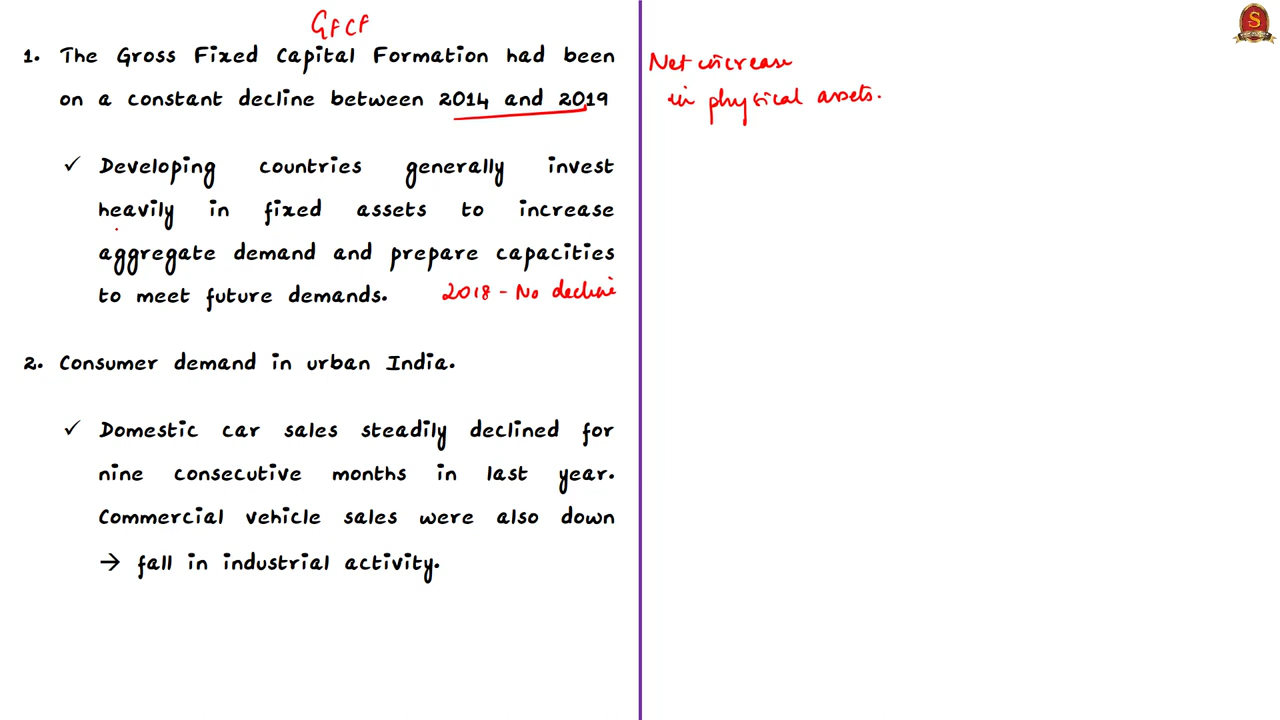 GFCF
1. The Gross Fixed Capital Formation had been
on a constant decline between 2014 and 2019
✓ Developing countries generally invest
heavily in fixed assets to increase
aggregate demand and prepare capacities
to meet future demands.
2018 - No decline
2. Consumer demand in urban India.
✓ Domestic car sales steadily declined for
nine consecutive months in last year.
Commercial vehicle sales were also down
→ fall in industrial activity.
Net increase
in physical assets.
S